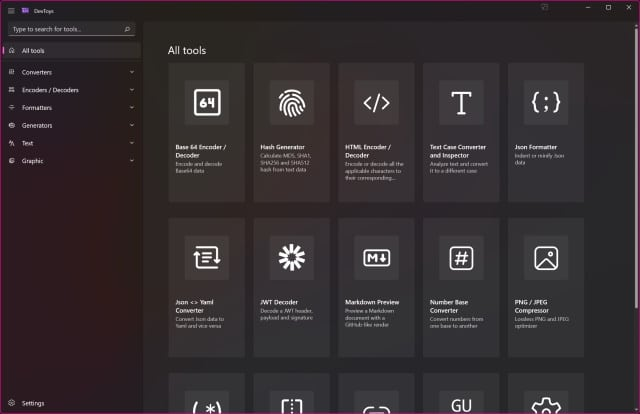 DevToys
Type to search for tools...
All tools
Converters
Encoders / Decoders
Formatters
Generators
Text
Graphic
Settings
All tools
64
Base 64 Encoder /
Decoder
Encode and decode
Base64 data
Hash Generator
Calculate MD5, SHA1,
SHA256 and SHA512
hash from text data
</>
HTML Encoder /
Decoder
Encode or decode all the
applicable characters to
their corresponding...
T
Text Case Converter
and Inspector
Analyze text and convert
it to a different case
{;}
Json Formatter
Indent or minify Json
data
Json <> Yaml
Converter
Convert Json data to
Yaml and vice-versa
JWT Decoder
Decode a JWT header,
payload and signature
M
Markdown Preview
Preview a Markdown
document with a
GitHub-like render
#
Number Base
Converter
Convert numbers from
one base to another
PNG / JPEG
Compressor
Lossless PNG and JPEG
optimizer
(*)
GU